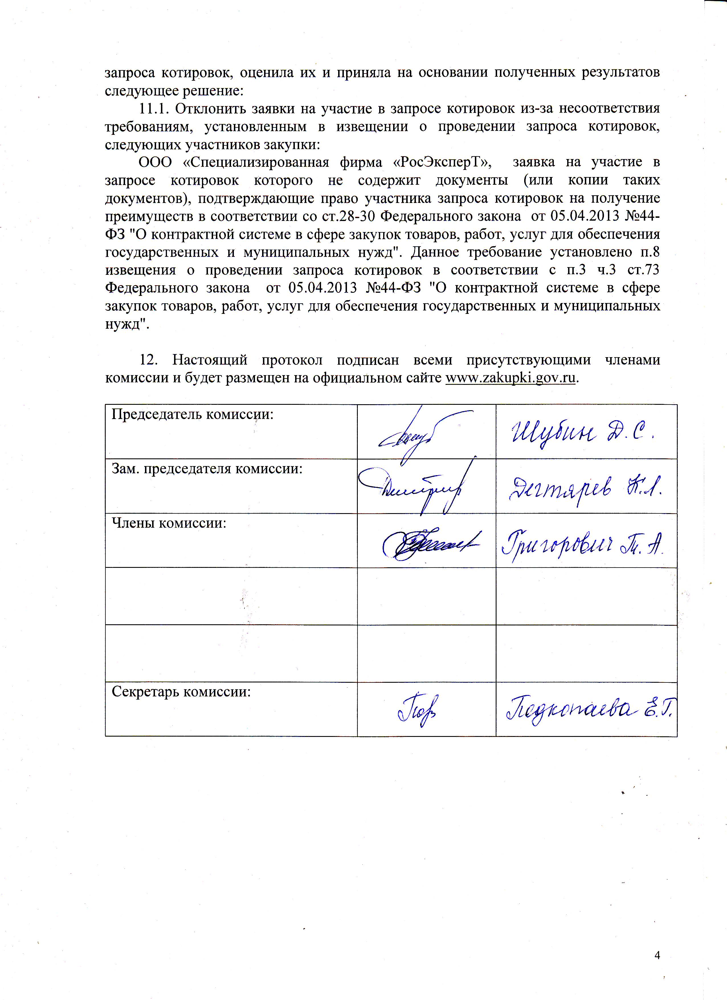 запроса котировок, оценила их и приняла на основании полученных результатов
следующее решение:
11.1. Отклонить заявки на участие в запросе котировок из-за несоответствия
требованиям, установленным в извещении о проведении запроса котировок,
следующих участников закупки:
ООО «Специализированная фирма «РосЭксперТ», заявка на участие в
запросе котировок которого не содержит документы (или копии таких
документов), подтверждающие право участника запроса котировок на получение
преимуществ в соответствии со ст.28-30 Федерального закона от 05.04.2013 №44-
ФЗ "О контрактной системе в сфере закупок товаров, работ, услуг для обеспечения
государственных и муниципальных нужд". Данное требование установлено п.8
извещения о проведении запроса котировок в соответствии с п.3 ч.3 ст.73
Федерального закона от 05.04.2013 №44-ФЗ "О контрактной системе в сфере
закупок товаров, работ, услуг для обеспечения государственных и муниципальных
нужд".
12. Настоящий протокол подписан всеми присутствующими членами
комиссии и будет размещен на официальном сайте www.zakupki.gov.ru.
Председатель комиссии: Шубин Д. С.
Зам. председателя комиссии: Дегтярев К.Л.
Члены комиссии: Григорович Т. А.
Секретарь комиссии: Подкопаева Е.Г.
4